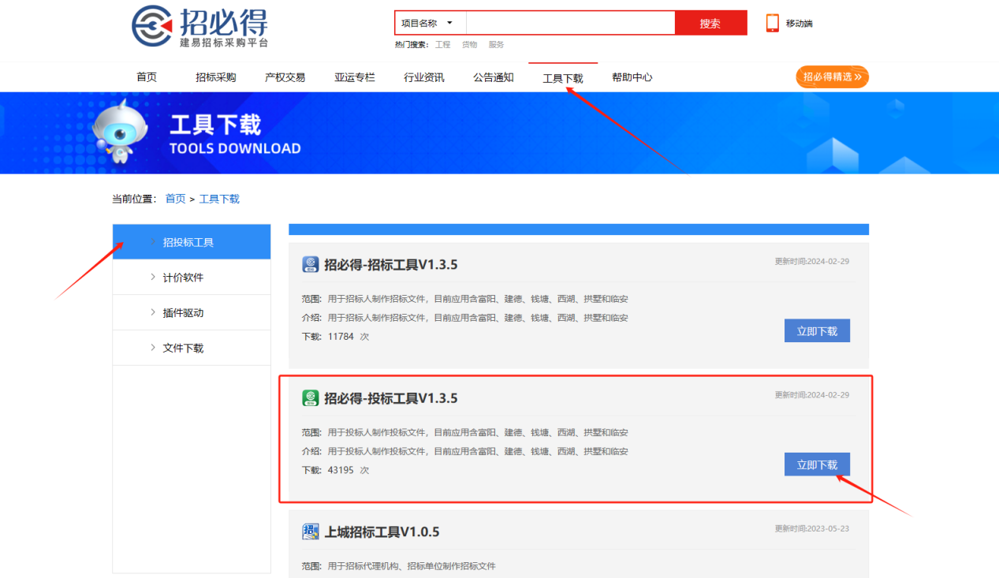 招必得
建易招标采购平台
项目名称
搜索
移动端
热门搜索: 工程 货物 服务
首页 招标采购 产权交易 亚运专栏 行业资讯 公告通知 工具下载 帮助中心
招必得精选
工具下载
TOOLS DOWNLOAD
当前位置: 首页 > 工具下载
招投标工具
计价软件
插件驱动
文件下载
招必得-招标工具V1.3.5
更新时间:2024-02-29
范围: 用于招标人制作招标文件，目前应用含富阳、建德、钱塘、西湖、拱墅和临安
介绍: 用于招标人制作招标文件，目前应用含富阳、建德、钱塘、西湖、拱墅和临安
下载: 11784 次
立即下载
招必得-投标工具V1.3.5
更新时间:2024-02-29
范围: 用于投标人制作投标文件，目前应用含富阳、建德、钱塘、西湖、拱墅和临安
介绍: 用于投标人制作投标文件，目前应用含富阳、建德、钱塘、西湖、拱墅和临安
下载: 43195 次
立即下载
招
上城招标工具V1.0.5
更新时间:2023-05-23
范围: 用于招标代理机构、招标单位制作招标文件